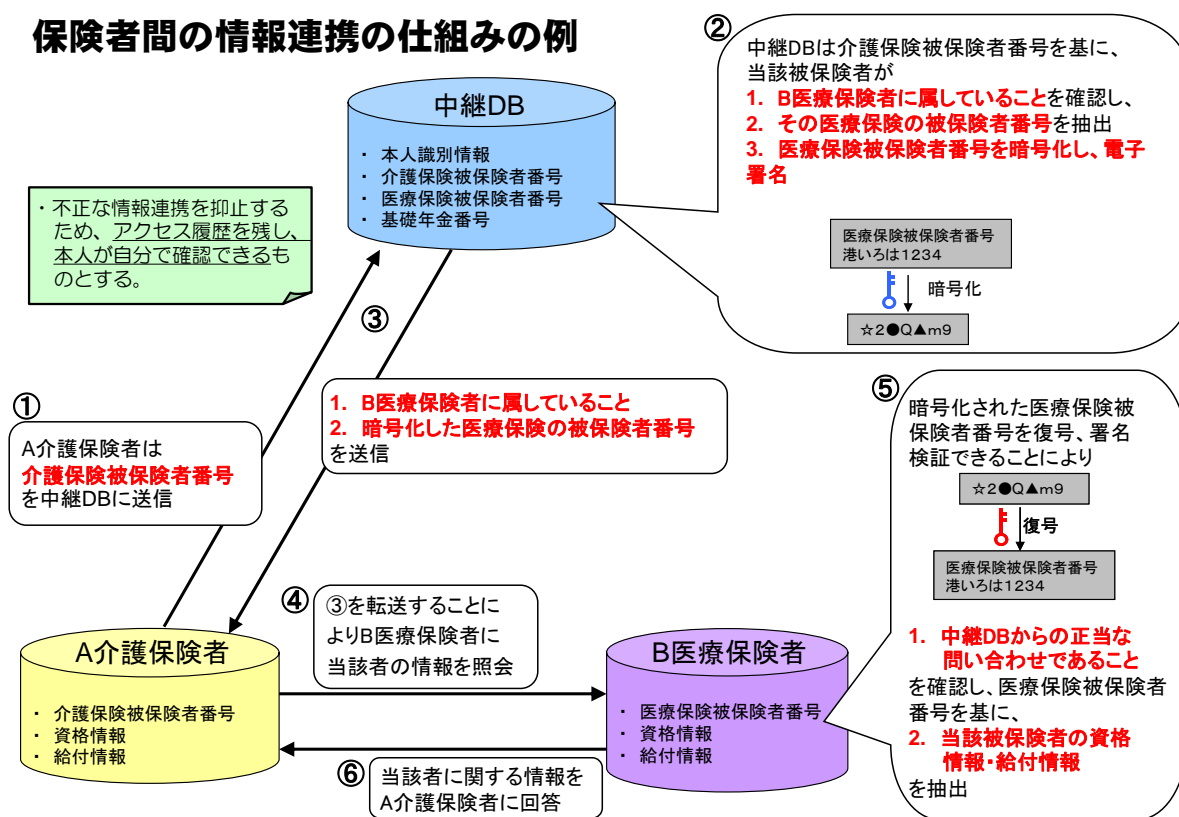 保険者間の情報連携の仕組みの例
②
中継DBは介護保険被保険者番号を基に、
当該被保険者が
1. B医療保険者に属していることを確認し、
2. その医療保険の被保険者番号を抽出
3. 医療保険被保険者番号を暗号化し、電子
署名
医療保険被保険者番号
港いろは1234
暗号化
☆2●Q▲m9
中継DB
・ 本人識別情報
・ 介護保険被保険者番号
・ 医療保険被保険者番号
・ 基礎年金番号
・不正な情報連携を抑止する
ため、アクセス履歴を残し、
本人が自分で確認できるも
のとする。
③
1. B医療保険者に属していること
2. 暗号化した医療保険の被保険者番号
を送信
①
A介護保険者は
介護保険被保険者番号
を中継DBに送信
⑤
暗号化された医療保険被
保険者番号を復号、署名
検証できることにより
☆2●Q▲m9
復号
医療保険被保険者番号
港いろは1234
1. 中継DBからの正当な
問い合わせであること
を確認し、医療保険被保険者
番号を基に、
2. 当該被保険者の資格
情報・給付情報
を抽出
④
③を転送することに
よりB医療保険者に
当該者の情報を照会
A介護保険者
・ 介護保険被保険者番号
・ 資格情報
・ 給付情報
B医療保険者
・ 医療保険被保険者番号
・ 資格情報
・ 給付情報
⑥
当該者に関する情報を
A介護保険者に回答